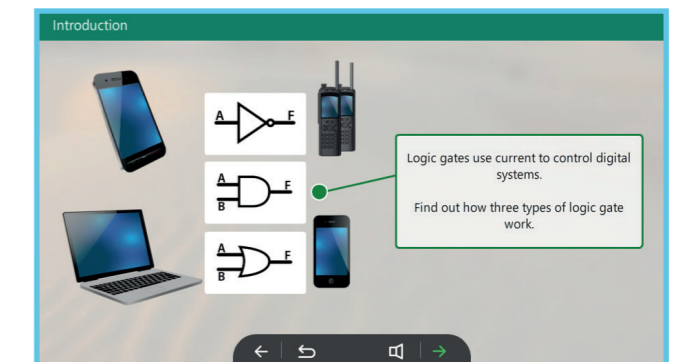 Introduction
A F
A F
B
A F
B
Logic gates use current to control digital
systems.
Find out how three types of logic gate
work.